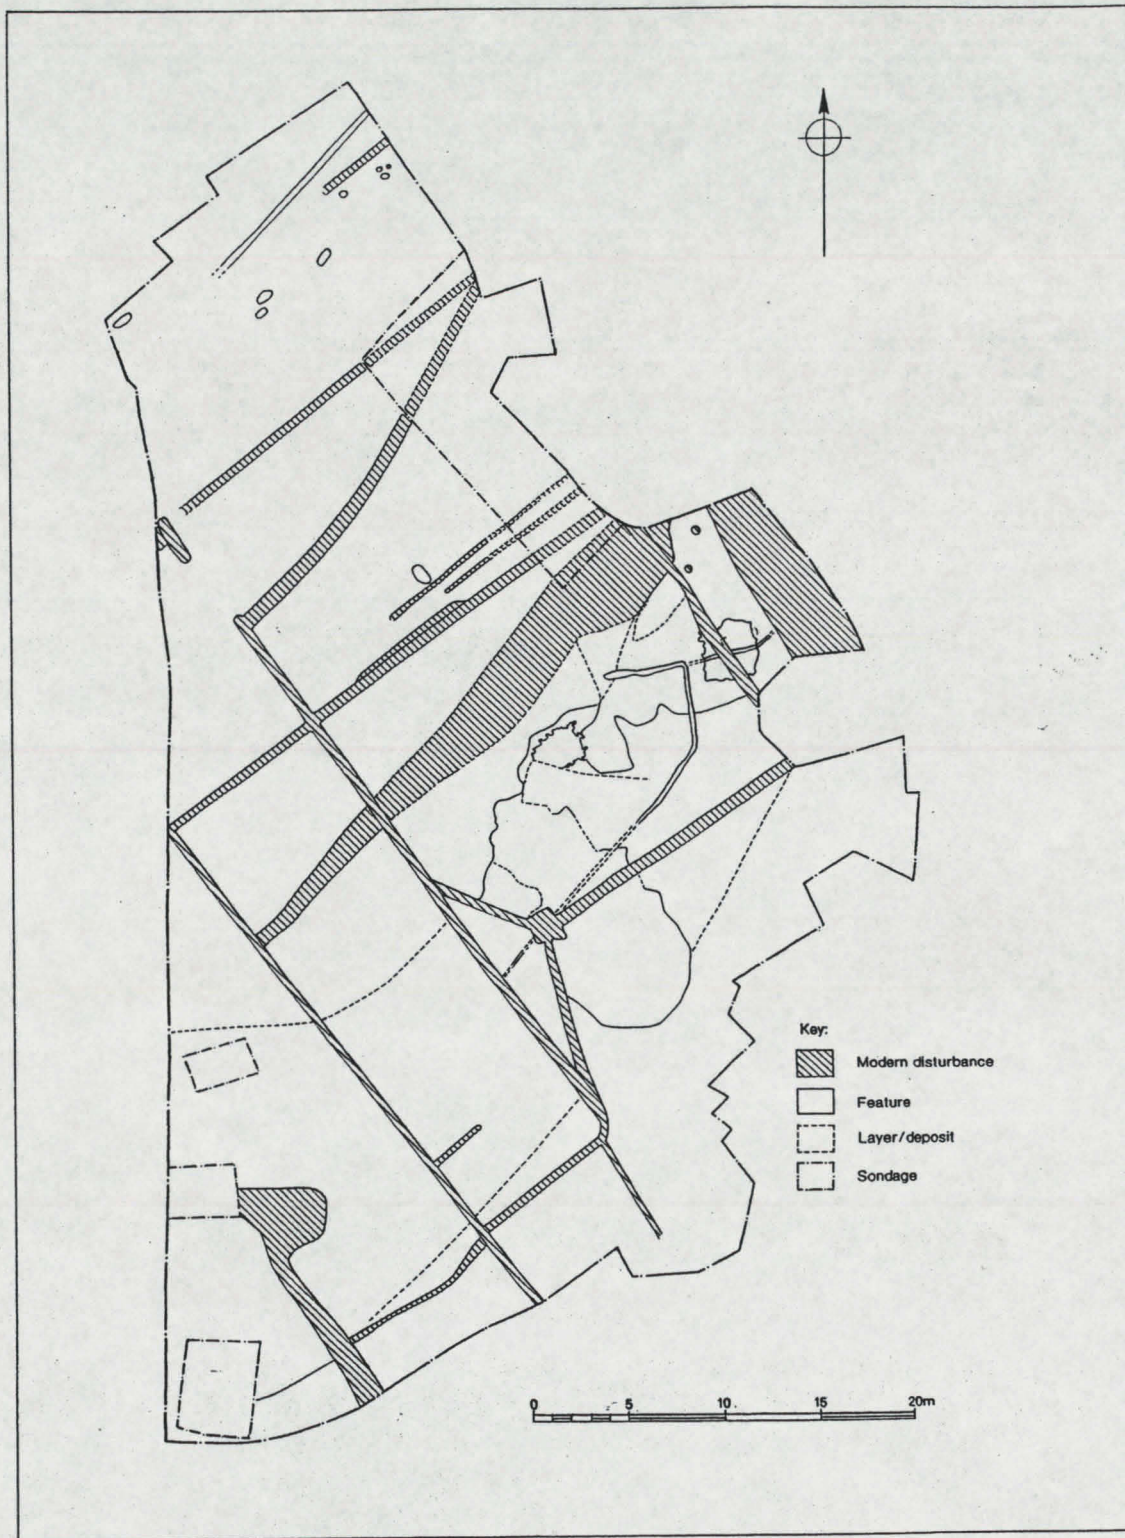 Key:
Modern disturbance
Feature
Layer/deposit
Sondage
0 5 10 15 20m